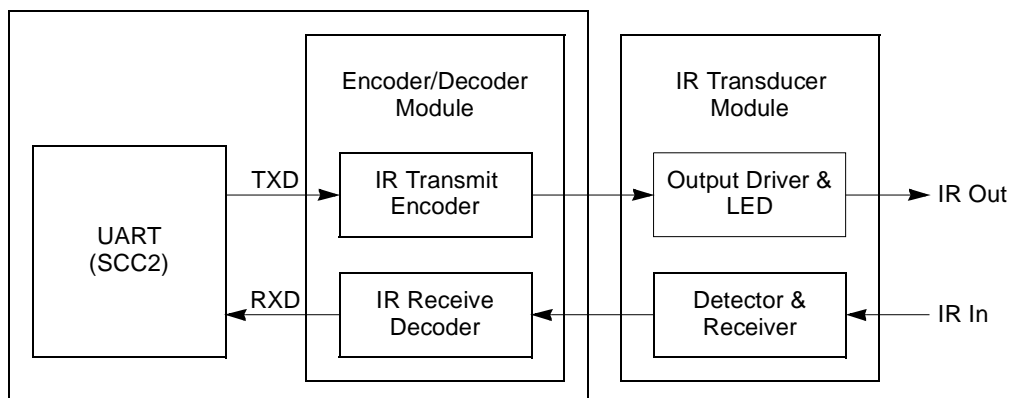 Encoder/Decoder
Module
IR Transducer
Module
UART
(SCC2)
TXD
IR Transmit
Encoder
Output Driver &
LED
IR Out
RXD
IR Receive
Decoder
Detector &
Receiver
IR In